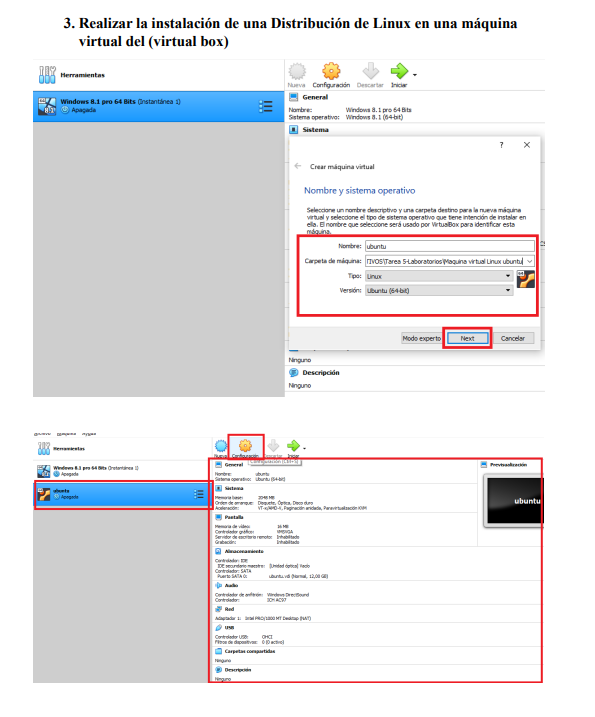 3. Realizar la instalación de una Distribución de Linux en una máquina
virtual del (virtual box)
Herramientas
Nueva Configuración Descartar Iniciar
Windows 8.1 pro 64 Bits (Instantánea 1)
Apagada
General
Nombre: Windows 8.1 pro 64 Bits
Sistema operativo: Windows 8.1 (64-bit)
Sistema
? X
Crear máquina virtual
Nombre y sistema operativo
Seleccione un nombre descriptivo y una carpeta destino para la nueva máquina
virtual y seleccione el tipo de sistema operativo que tiene intención de instalar en
ella. El nombre que seleccione será usado por VirtualBox para identificar esta
máquina.
Nombre: ubuntu
Carpeta de máquina: TIVOS\Tarea 5-Laboratorios\Maquina virtual Linux ubuntu
Tipo: Linux
Versión: Ubuntu (64-bit)
Modo experto Next Cancelar
Ninguno
Descripción
Ninguno
Herramientas
Nueva Configuración Descartar Iniciar
Configuración (Ctrl+S)
Windows 8.1 pro 64 Bits (Instantánea 1)
Apagada
ubuntu
Apagada
General
Nombre: ubuntu
Sistema operativo: Ubuntu (64-bit)
Previsualización
ubuntu
Sistema
Memoria base: 2048 MB
Orden de arranque: Disquete, Óptica, Disco duro
Aceleración: VT-x/AMD-V, Paginación anidada, Paravirtualización KVM
Pantalla
Memoria de vídeo: 16 MB
Controlador gráfico: VMSVGA
Servidor de escritorio remoto: Inhabilitado
Grabación: Inhabilitado
Almacenamiento
Controlador: IDE
IDE secundario maestro: [Unidad óptica] Vacío
Controlador: SATA
Puerto SATA 0: ubuntu.vdi (Normal, 12,00 GB)
Audio
Controlador de anfitrión: Windows DirectSound
Controlador: ICH AC97
Red
Adaptador 1: Intel PRO/1000 MT Desktop (NAT)
USB
Controlador USB: OHCI
Filtros de dispositivos: 0 (0 activo)
Carpetas compartidas
Ninguno
Descripción
Ninguno